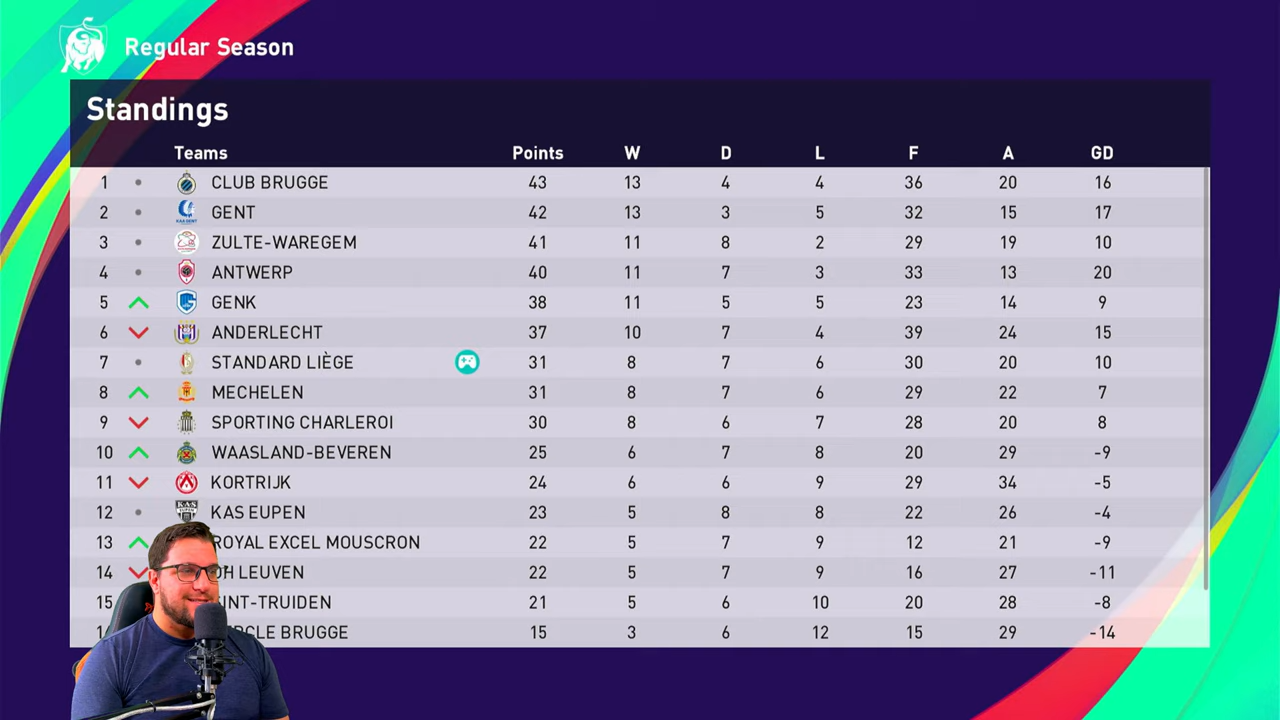 Regular Season
Standings
Teams Points W D L F A GD
1 CLUB BRUGGE 43 13 4 4 36 20 16
2 GENT 42 13 3 5 32 15 17
3 ZULTE-WAREGEM 41 11 8 2 29 19 10
4 ANTWERP 40 11 7 3 33 13 20
5 GENK 38 11 5 5 23 14 9
6 ANDERLECHT 37 10 7 4 39 24 15
7 STANDARD LIÈGE 31 8 7 6 30 20 10
8 MECHELEN 31 8 7 6 29 22 7
9 SPORTING CHARLEROI 30 8 6 7 28 20 8
10 WAASLAND-BEVEREN 25 6 7 8 20 29 -9
11 KORTRIJK 24 6 6 9 29 34 -5
12 KAS EUPEN 23 5 8 8 22 26 -4
13 ROYAL EXCEL MOUSCRON 22 5 7 9 12 21 -9
14 LEUVEN 22 5 7 9 16 27 -11
15 INT-TRUIDEN 21 5 6 10 20 28 -8
BRUGGE 15 3 6 12 15 29 -14